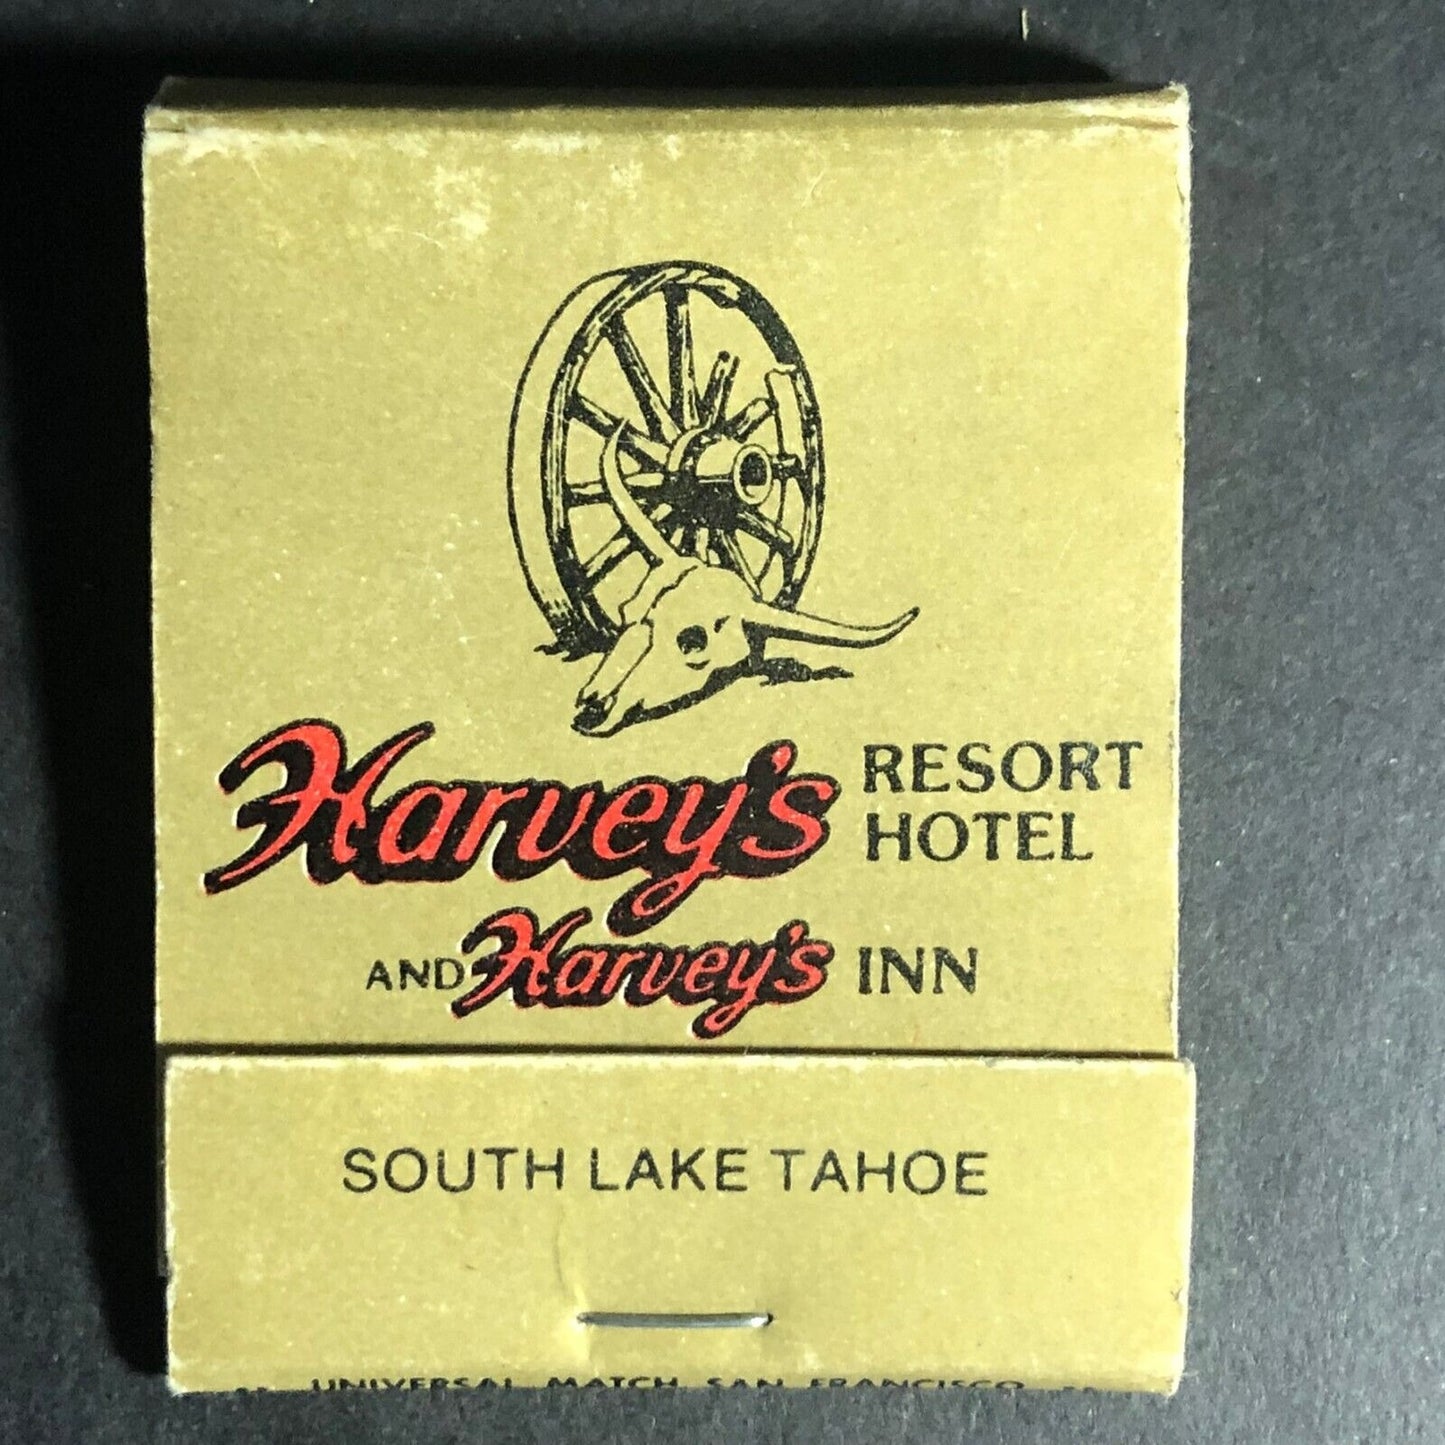 Harvey's RESORT
HOTEL
AND Harvey's INN
SOUTH LAKE TAHOE
UNIVERSAL MATCH SAN FRANCISCO